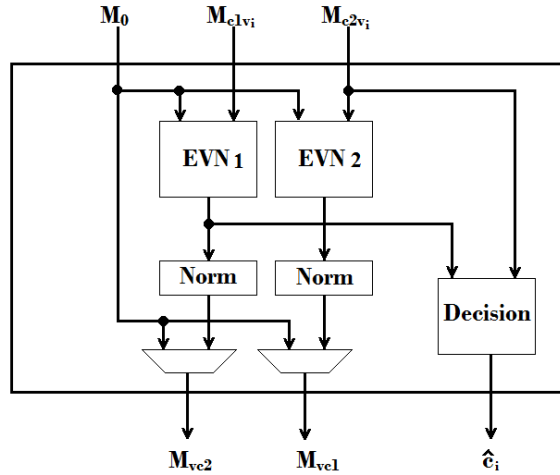 M0 Mc1vi Mc2vi
EVN 1 EVN 2
Norm Norm
Decision
Mvc2 Mvc1 ĉi